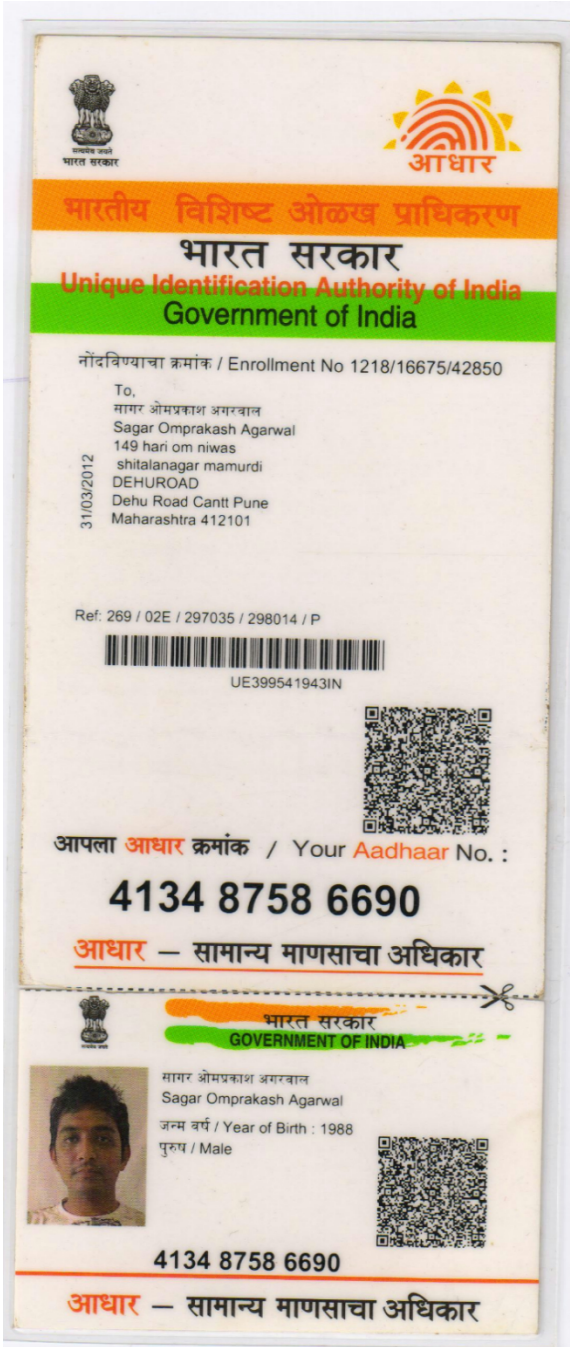 सत्यमेव जयते
भारत सरकार
आधार
भारतीय विशिष्ट ओळख प्राधिकरण
भारत सरकार
Unique Identification Authority of India
Government of India
नोंदविण्याचा क्रमांक / Enrollment No 1218/16675/42850
To,
सागर ओमप्रकाश अगरवाल
Sagar Omprakash Agarwal
149 hari om niwas
shitalanagar mamurdi
DEHUROAD
Dehu Road Cantt Pune
Maharashtra 412101
31/03/2012
Ref: 269 / 02E / 297035 / 298014 / P
UE399541943IN
आपला आधार क्रमांक / Your Aadhaar No. :
4134 8758 6690
आधार – सामान्य माणसाचा अधिकार
भारत सरकार
GOVERNMENT OF INDIA
सागर ओमप्रकाश अगरवाल
Sagar Omprakash Agarwal
जन्म वर्ष / Year of Birth : 1988
पुरुष / Male
4134 8758 6690
आधार – सामान्य माणसाचा अधिकार